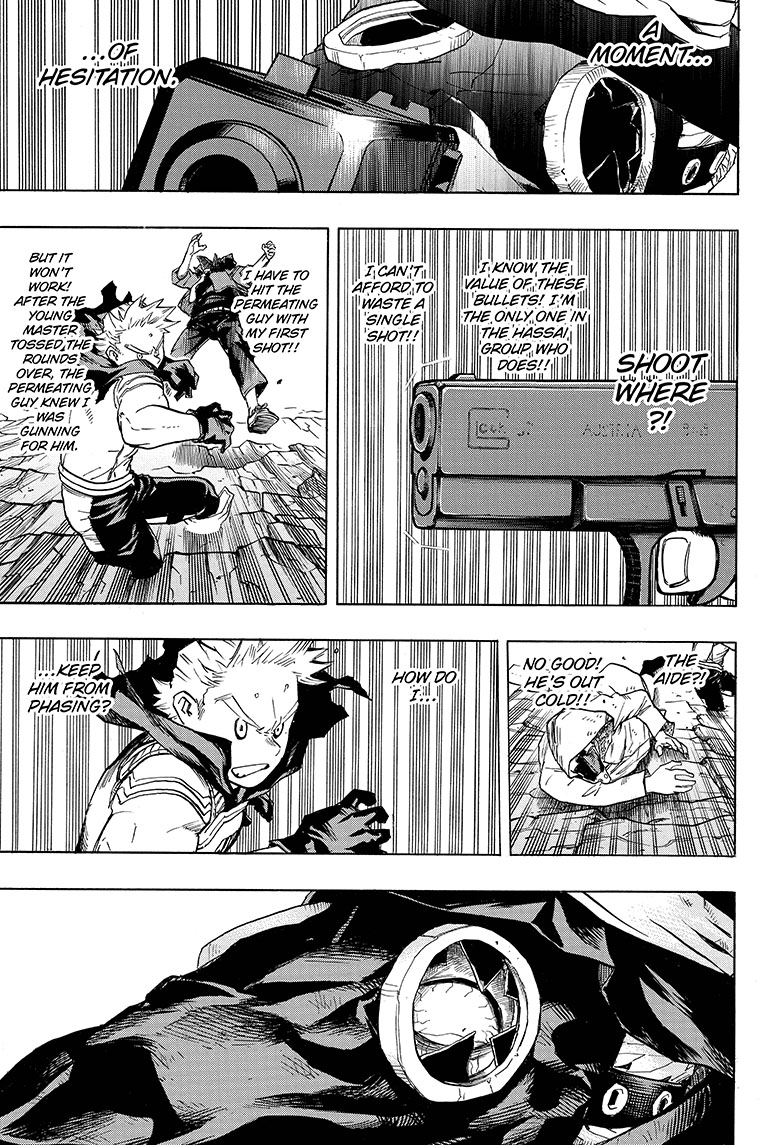 A
MOMENT...
...OF
HESITATION.
SHOOT
WHERE
?!
I KNOW THE
VALUE OF THESE
BULLETS! I'M
THE ONLY ONE IN
THE HASSAI
GROUP WHO
DOES!!
I CAN'T
AFFORD TO
WASTE A
SINGLE
SHOT!!
AUSTRIA
I HAVE TO
HIT THE
PERMEATING
GUY WITH
MY FIRST
SHOT!!
BUT IT
WON'T
WORK!
AFTER THE
YOUNG
MASTER
TOSSED THE
ROUNDS
OVER, THE
PERMEATING
GUY KNEW I
WAS
GUNNING
FOR HIM.
THE
AIDE?!
NO GOOD!
HE'S OUT
COLD!!
HOW DO
I...
...KEEP
HIM FROM
PHASING?